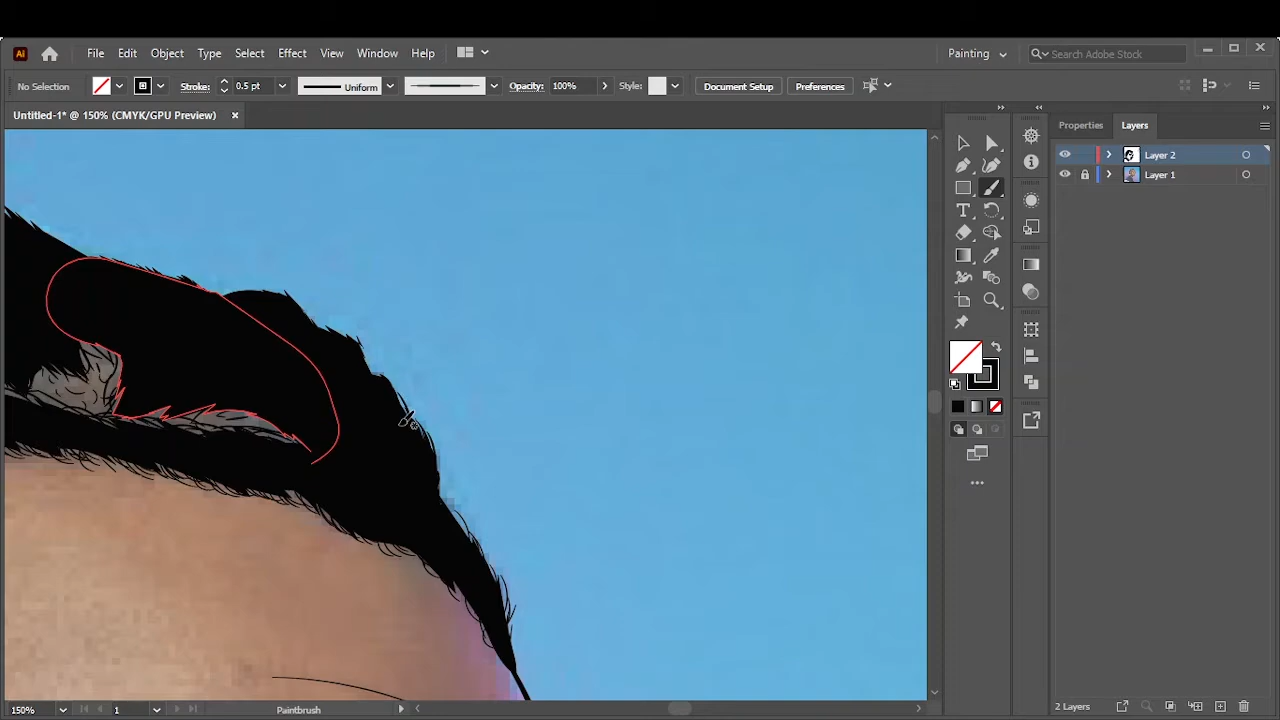 Ai File Edit Object Type Select Effect View Window Help Painting Search Adobe Stock
No Selection Stroke: 0.5 pt Uniform Opacity: 100% Style: Document Setup Preferences
Untitled-1* @ 150% (CMYK/GPU Preview)
Properties Layers
Layer 2
Layer 1
150% 1 Paintbrush 2 Layers